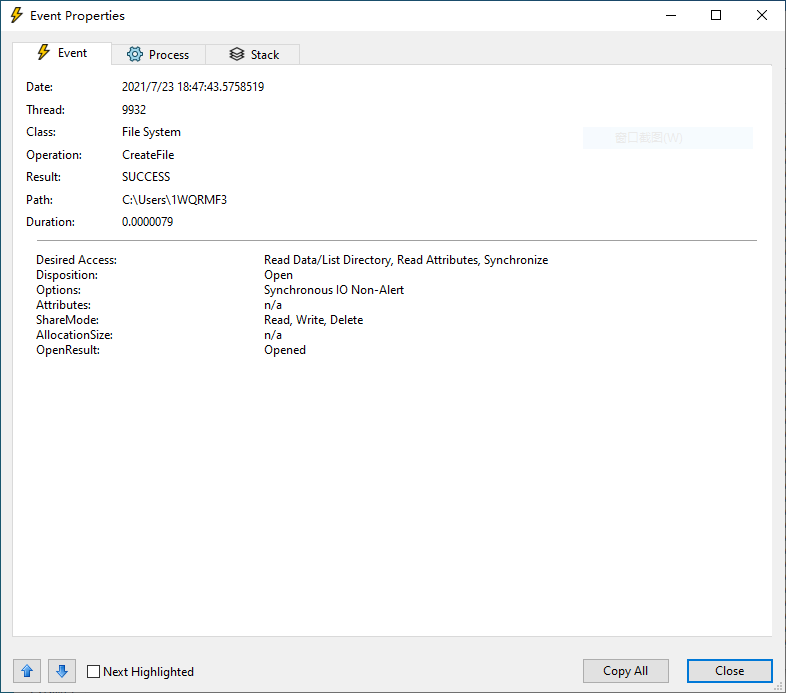 Event Properties
Event Process Stack
Date: 2021/7/23 18:47:43.5758519
Thread: 9932
Class: File System
窗口截图(W)
Operation: CreateFile
Result: SUCCESS
Path: C:\Users\1WQRMF3
Duration: 0.0000079
Desired Access: Read Data/List Directory, Read Attributes, Synchronize
Disposition: Open
Options: Synchronous IO Non-Alert
Attributes: n/a
ShareMode: Read, Write, Delete
AllocationSize: n/a
OpenResult: Opened
Next Highlighted Copy All Close